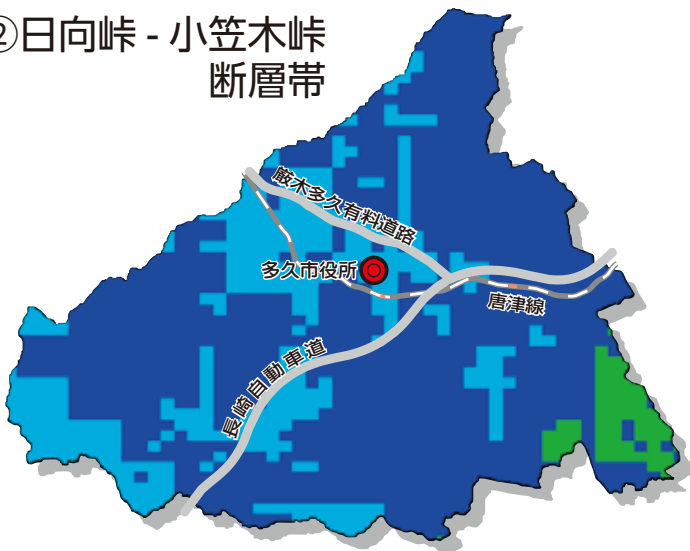 ②日向峠 - 小笠木峠
断層帯
厳木多久有料道路
多久市役所
唐津線
長崎自動車道